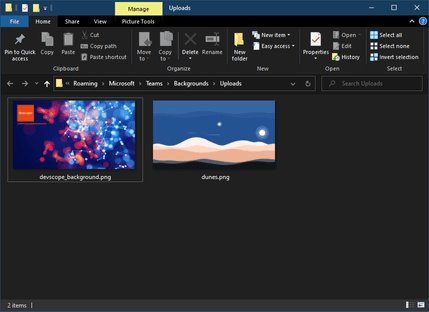 Manage
Uploads
File
Home
Share
View
Picture Tools
Pin to Quick access
Copy
Paste
Cut
Copy path
Paste shortcut
Clipboard
Move to
Copy to
Delete
Rename
Organize
New folder
New item
Easy access
New
Properties
Open
Edit
History
Open
Select all
Select none
Invert selection
Select
Roaming > Microsoft > Teams > Backgrounds > Uploads
Search Uploads
devscope_background.png
dunes.png
2 items